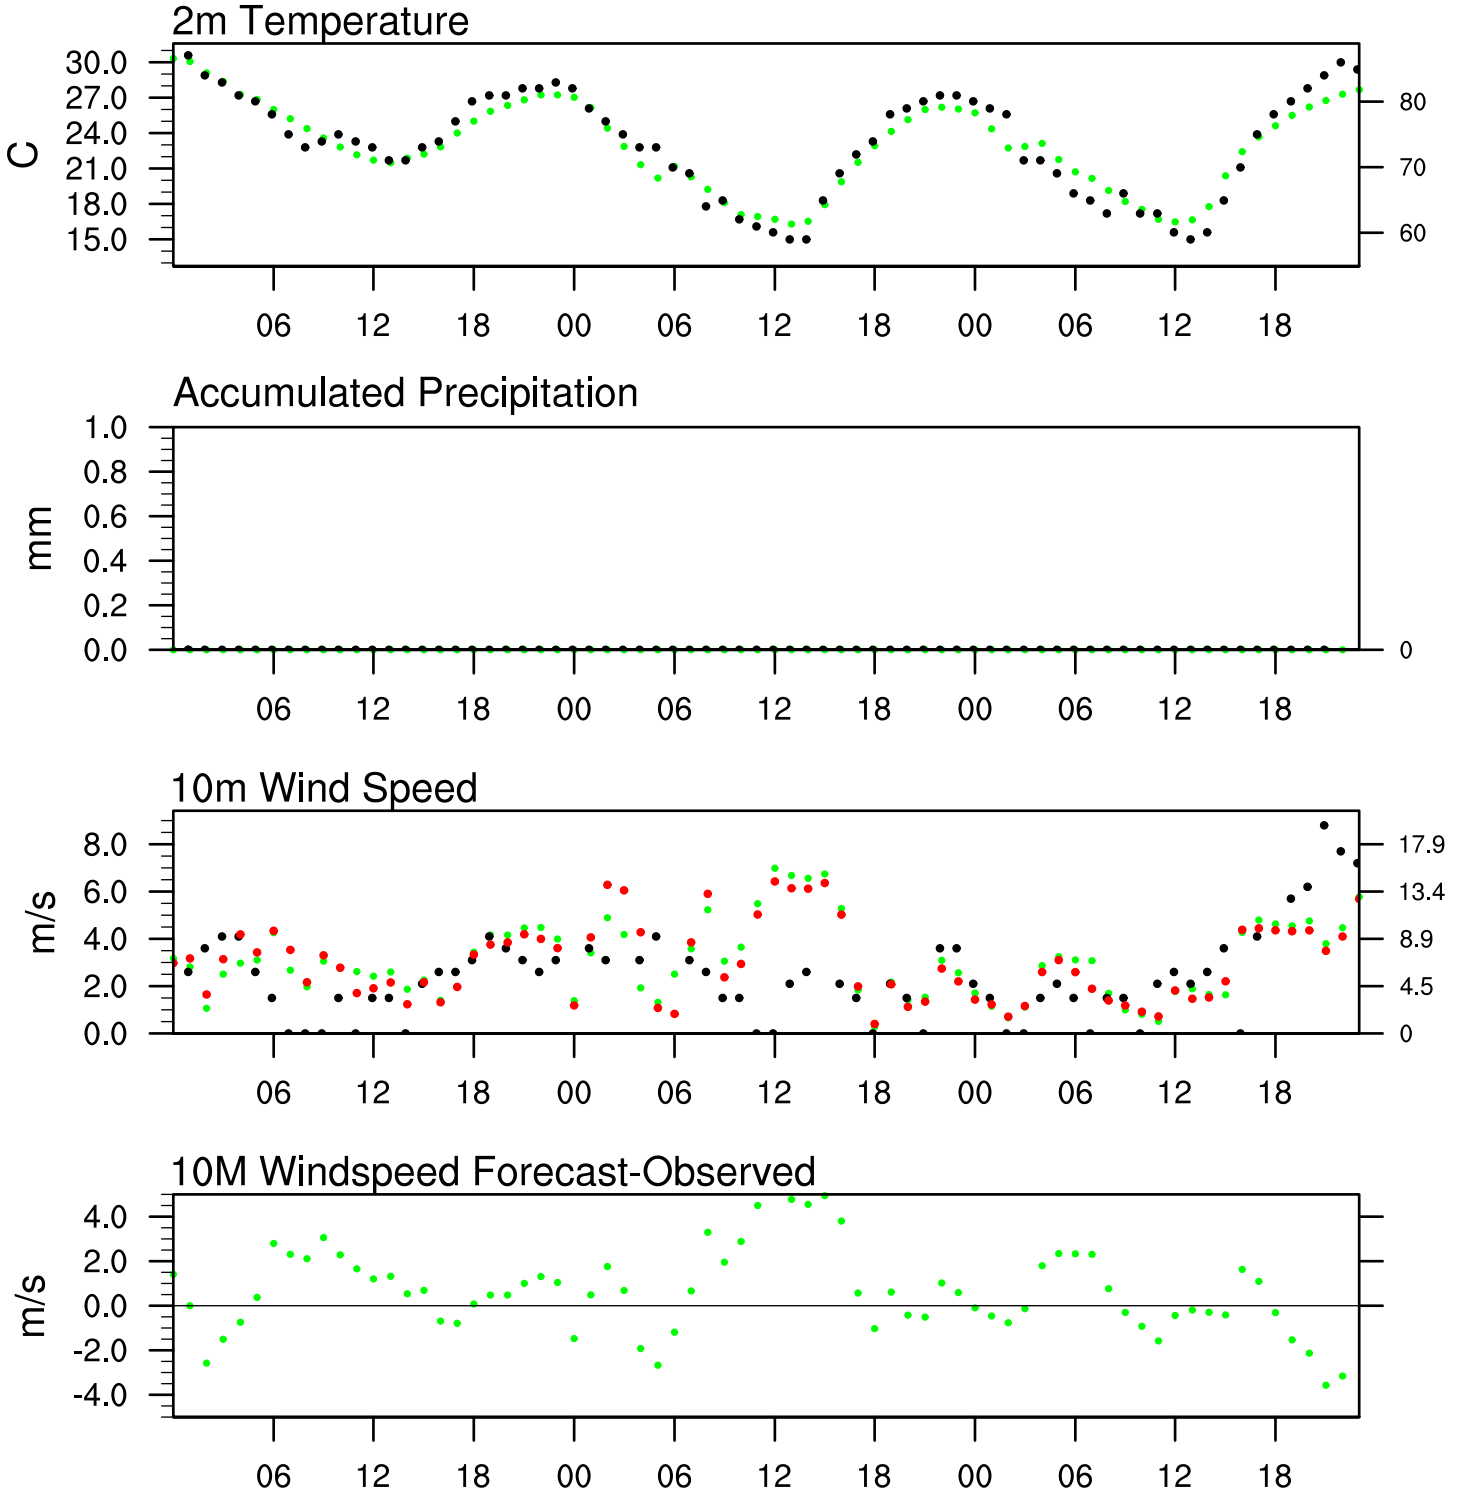 2m Temperature
30.0
27.0
24.0
21.0
18.0
15.0
C
80
70
60
06 12 18 00 06 12 18 00 06 12 18
Accumulated Precipitation
1.0
0.8
0.6
0.4
0.2
0.0
mm
0
06 12 18 00 06 12 18 00 06 12 18
10m Wind Speed
8.0
6.0
4.0
2.0
0.0
m/s
17.9
13.4
8.9
4.5
0
06 12 18 00 06 12 18 00 06 12 18
10M Windspeed Forecast-Observed
4.0
2.0
0.0
-2.0
-4.0
m/s
06 12 18 00 06 12 18 00 06 12 18